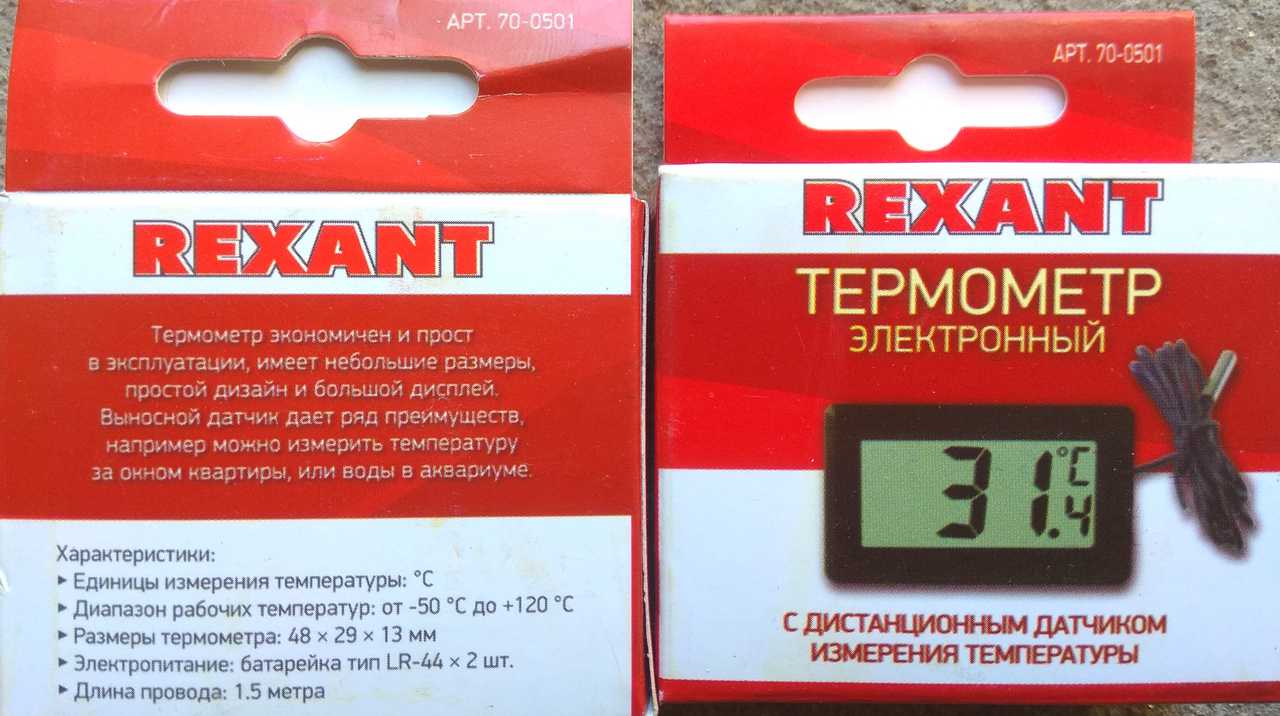 АРТ. 70-0501
REXANT
Термометр экономичен и прост
в эксплуатации, имеет небольшие размеры,
простой дизайн и большой дисплей.
Выносной датчик дает ряд преимуществ,
например можно измерить температуру
за окном квартиры, или воды в аквариуме.
Характеристики:
▸ Единицы измерения температуры: °C
▸ Диапазон рабочих температур: от -50 °C до +120 °C
▸ Размеры термометра: 48 × 29 × 13 мм
▸ Электропитание: батарейка тип LR-44 × 2 шт.
▸ Длина провода: 1.5 метра
АРТ. 70-0501
REXANT
ТЕРМОМЕТР
ЭЛЕКТРОННЫЙ
31.4 °C
С ДИСТАНЦИОННЫМ ДАТЧИКОМ
ИЗМЕРЕНИЯ ТЕМПЕРАТУРЫ